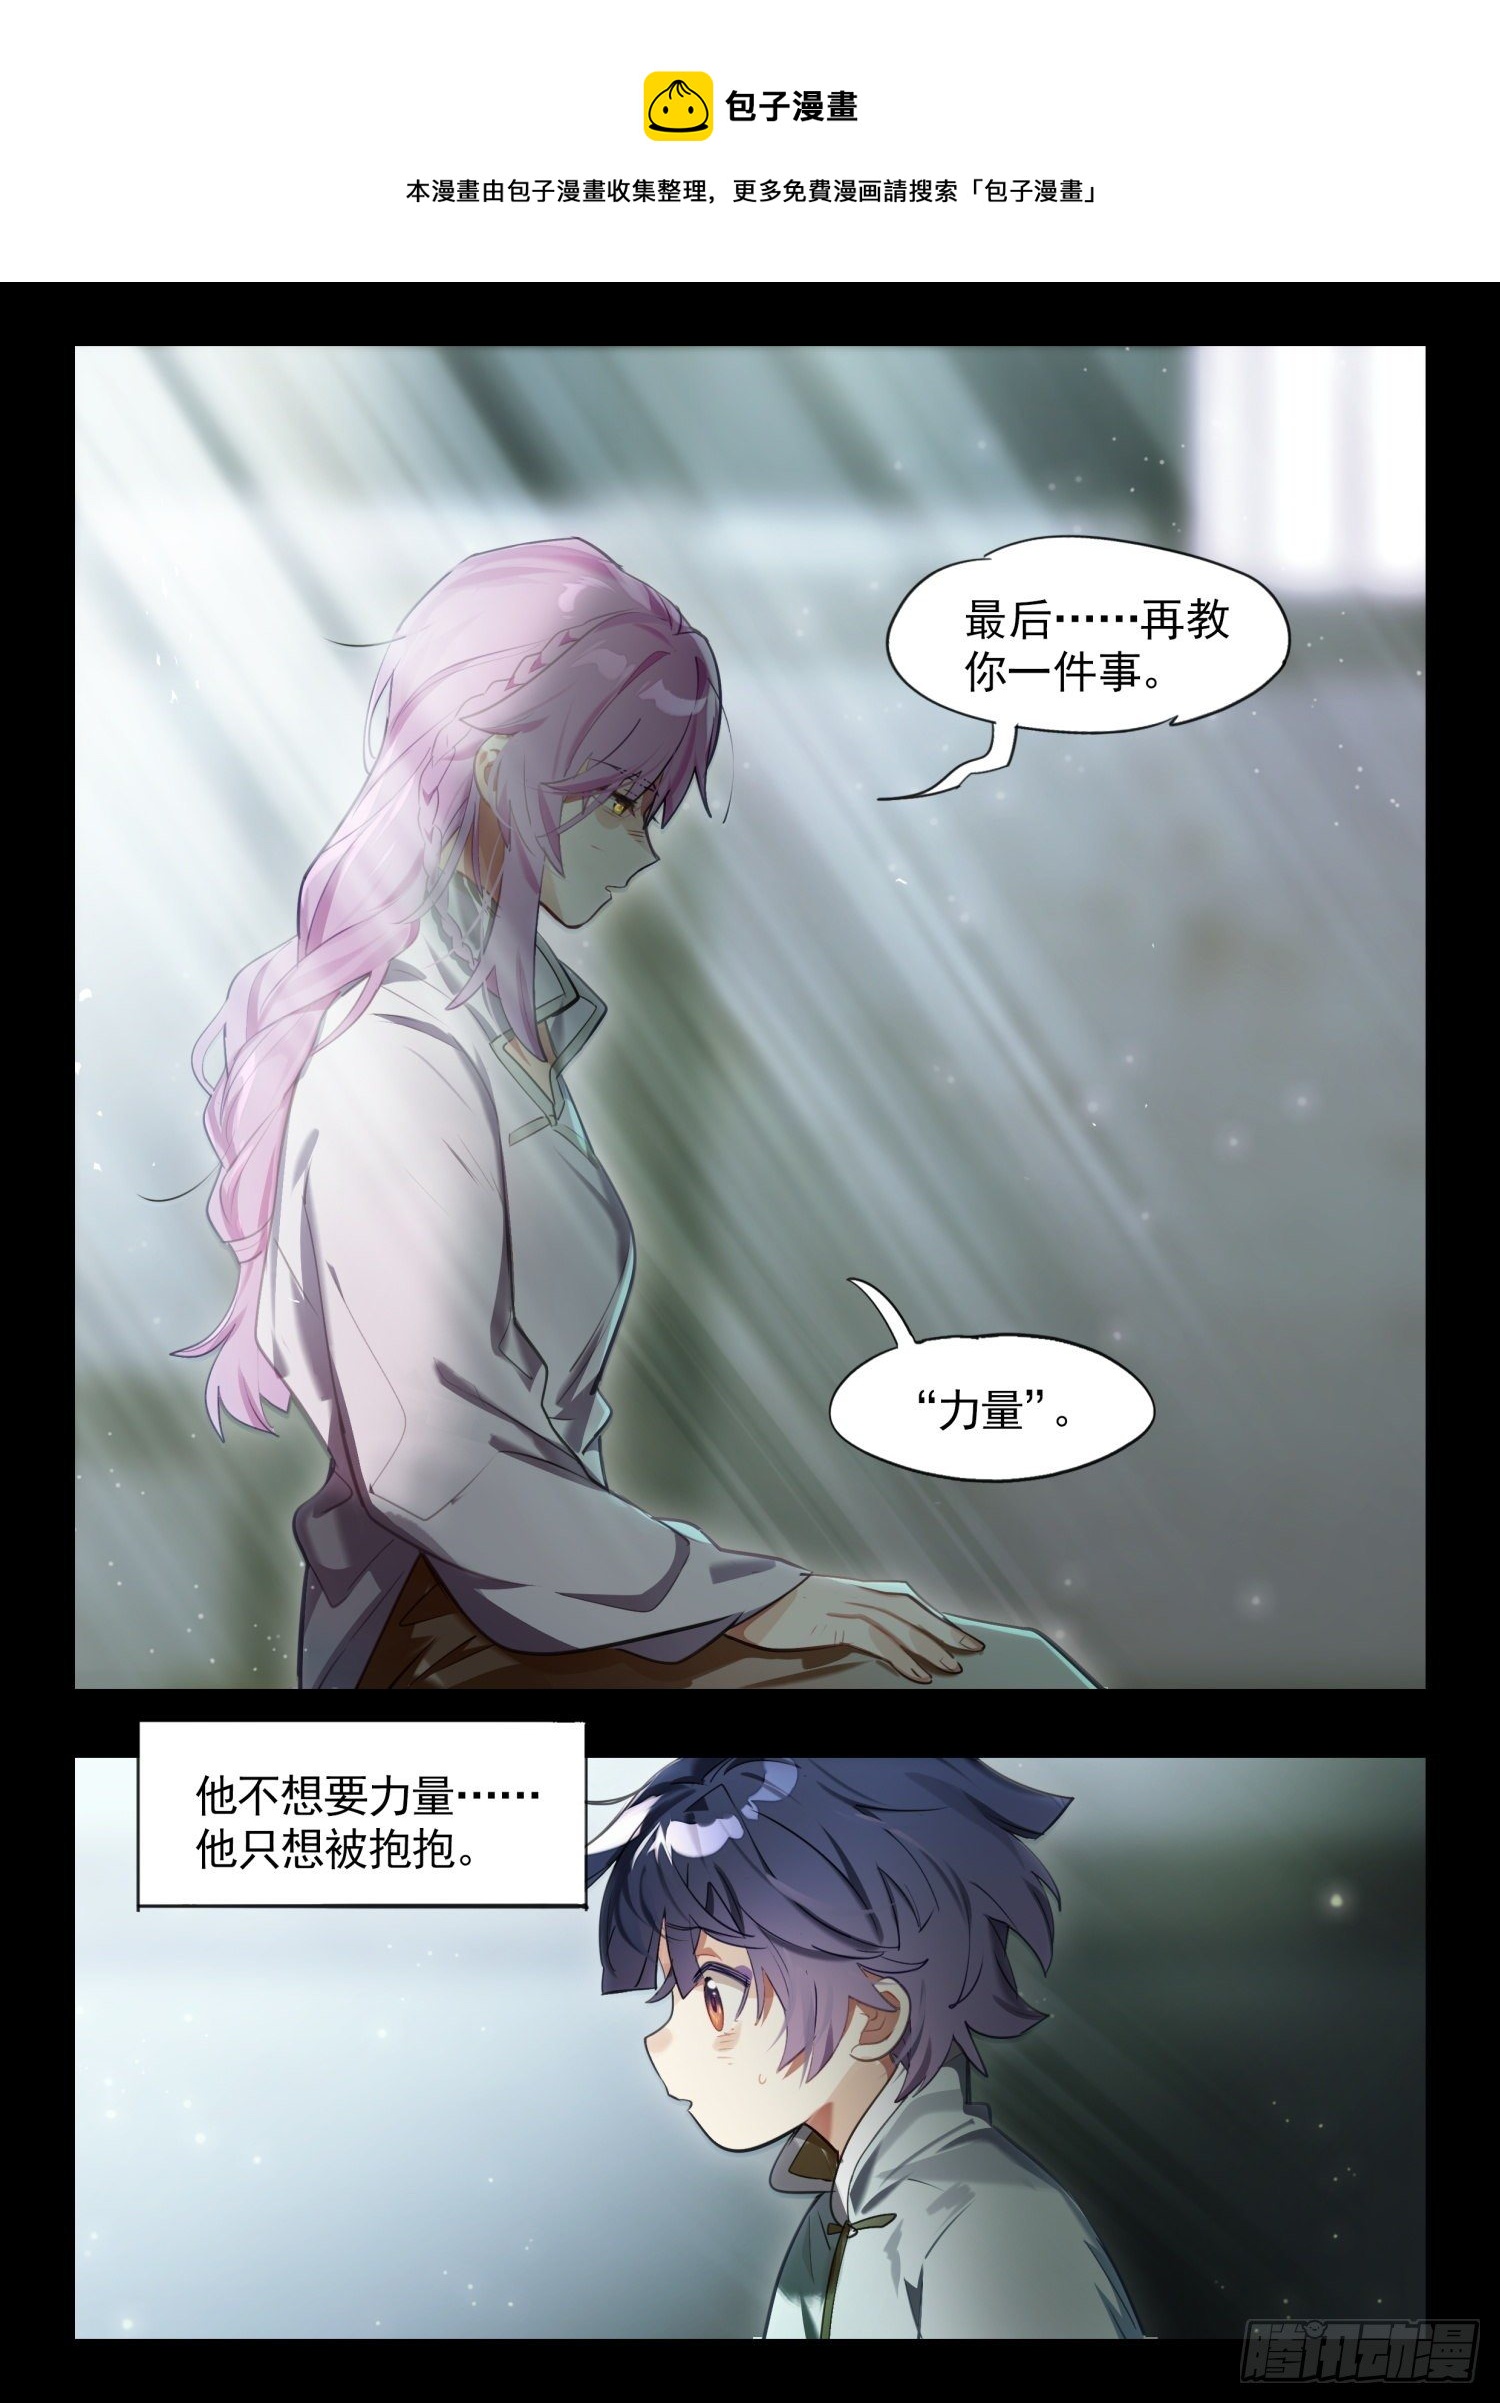 包子漫畫
本漫畫由包子漫畫收集整理，更多免費漫画請搜索「包子漫畫」
最后……再教
你一件事。
“力量”。
他不想要力量……
他只想被抱抱。
腾讯动漫